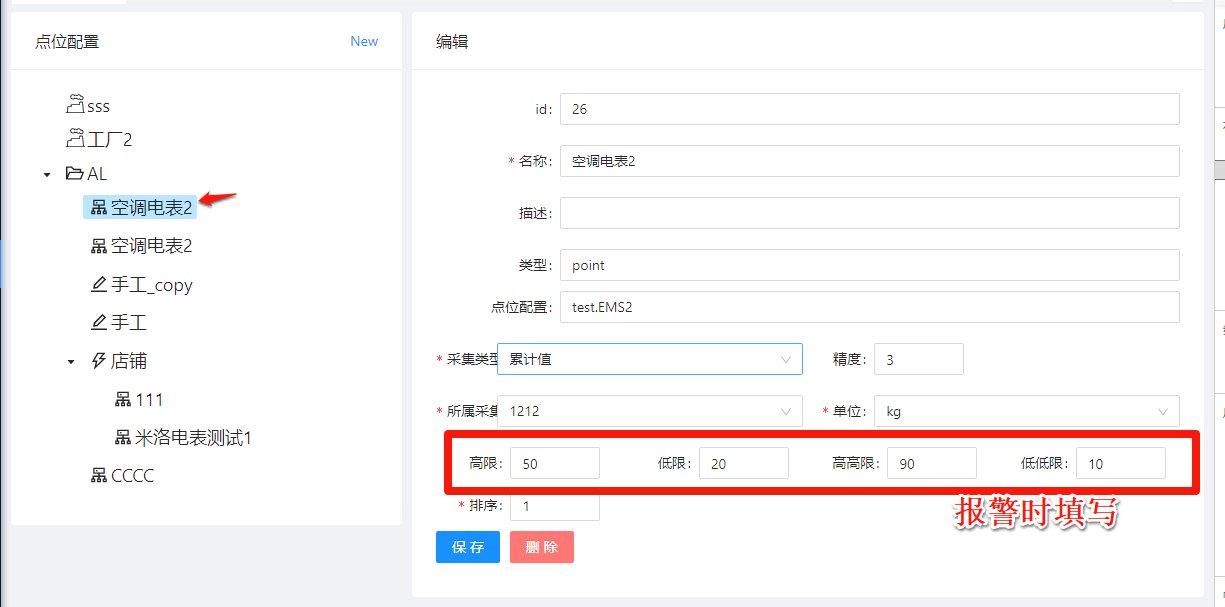 点位配置
New
sss
工厂2
AL
空调电表2
空调电表2
手工_copy
手工
店铺
111
米洛电表测试1
CCCC
编辑
id: 26
* 名称: 空调电表2
描述:
类型: point
点位配置: test.EMS2
* 采集类型 累计值 精度: 3
* 所属采集 1212 * 单位: kg
高限: 50 低限: 20 高高限: 90 低低限: 10
报警时填写
* 排序: 1
保 存 删 除